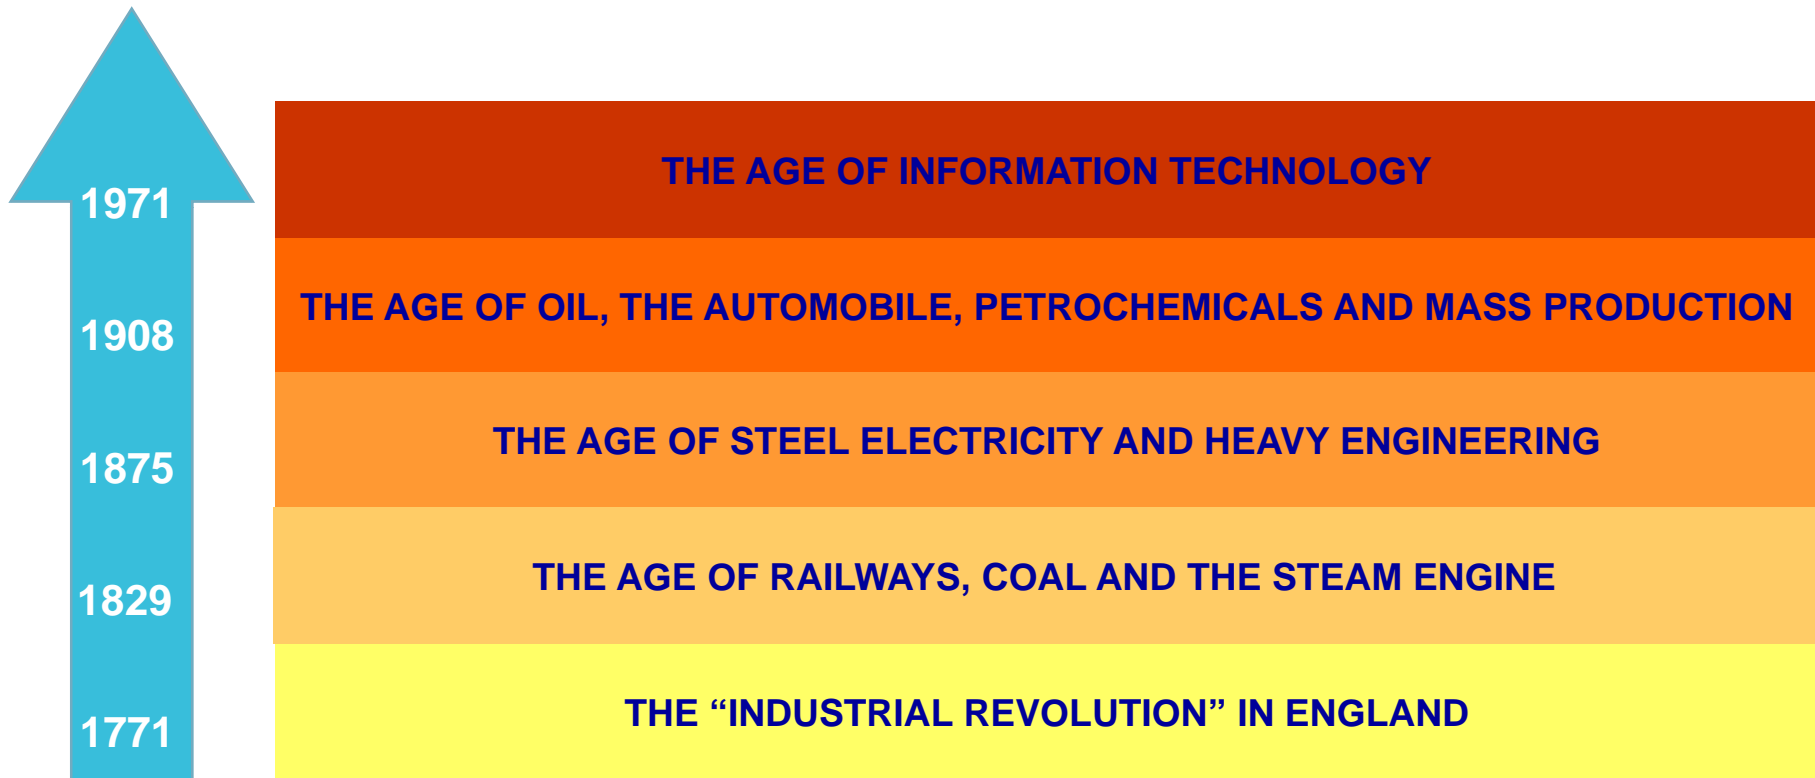 1971
THE AGE OF INFORMATION TECHNOLOGY
1908
THE AGE OF OIL, THE AUTOMOBILE, PETROCHEMICALS AND MASS PRODUCTION
1875
THE AGE OF STEEL ELECTRICITY AND HEAVY ENGINEERING
1829
THE AGE OF RAILWAYS, COAL AND THE STEAM ENGINE
1771
THE “INDUSTRIAL REVOLUTION” IN ENGLAND